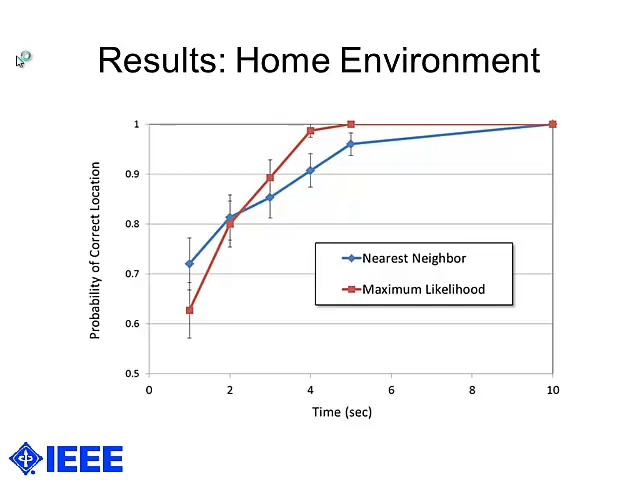 Results: Home Environment
Probability of Correct Location
1
0.9
0.8
0.7
0.6
0.5
Nearest Neighbor
Maximum Likelihood
0 2 4 6 8 10
Time (sec)
IEEE